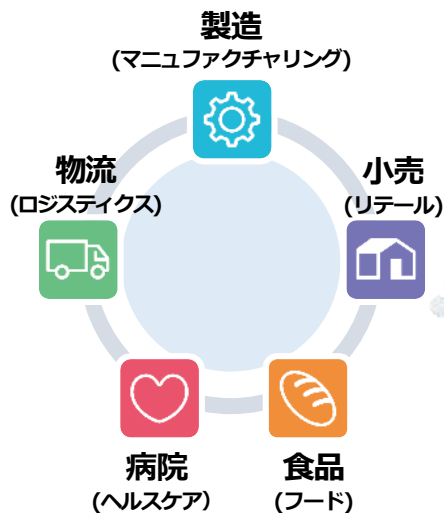 製造
(マニュファクチャリング)
物流
(ロジスティクス)
小売
(リテール)
病院
(ヘルスケア)
食品
(フード)